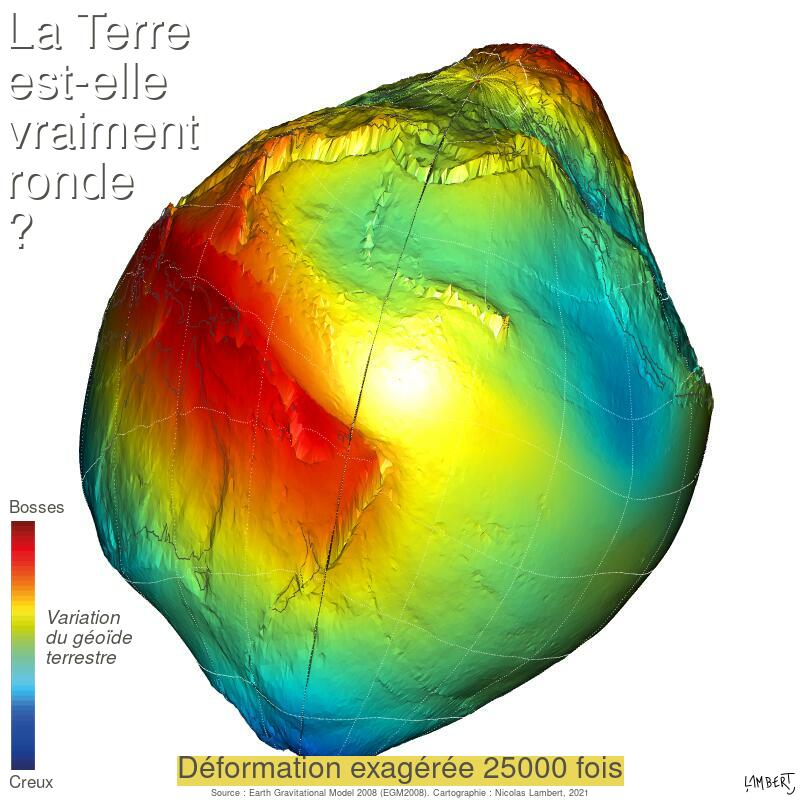 La Terre
est-elle
vraiment
ronde
?
Bosses
Variation
du géoïde
terrestre
Creux
Déformation exagérée 25000 fois
Source : Earth Gravitational Model 2008 (EGM2008). Cartographie : Nicolas Lambert, 2021
LAMBERT